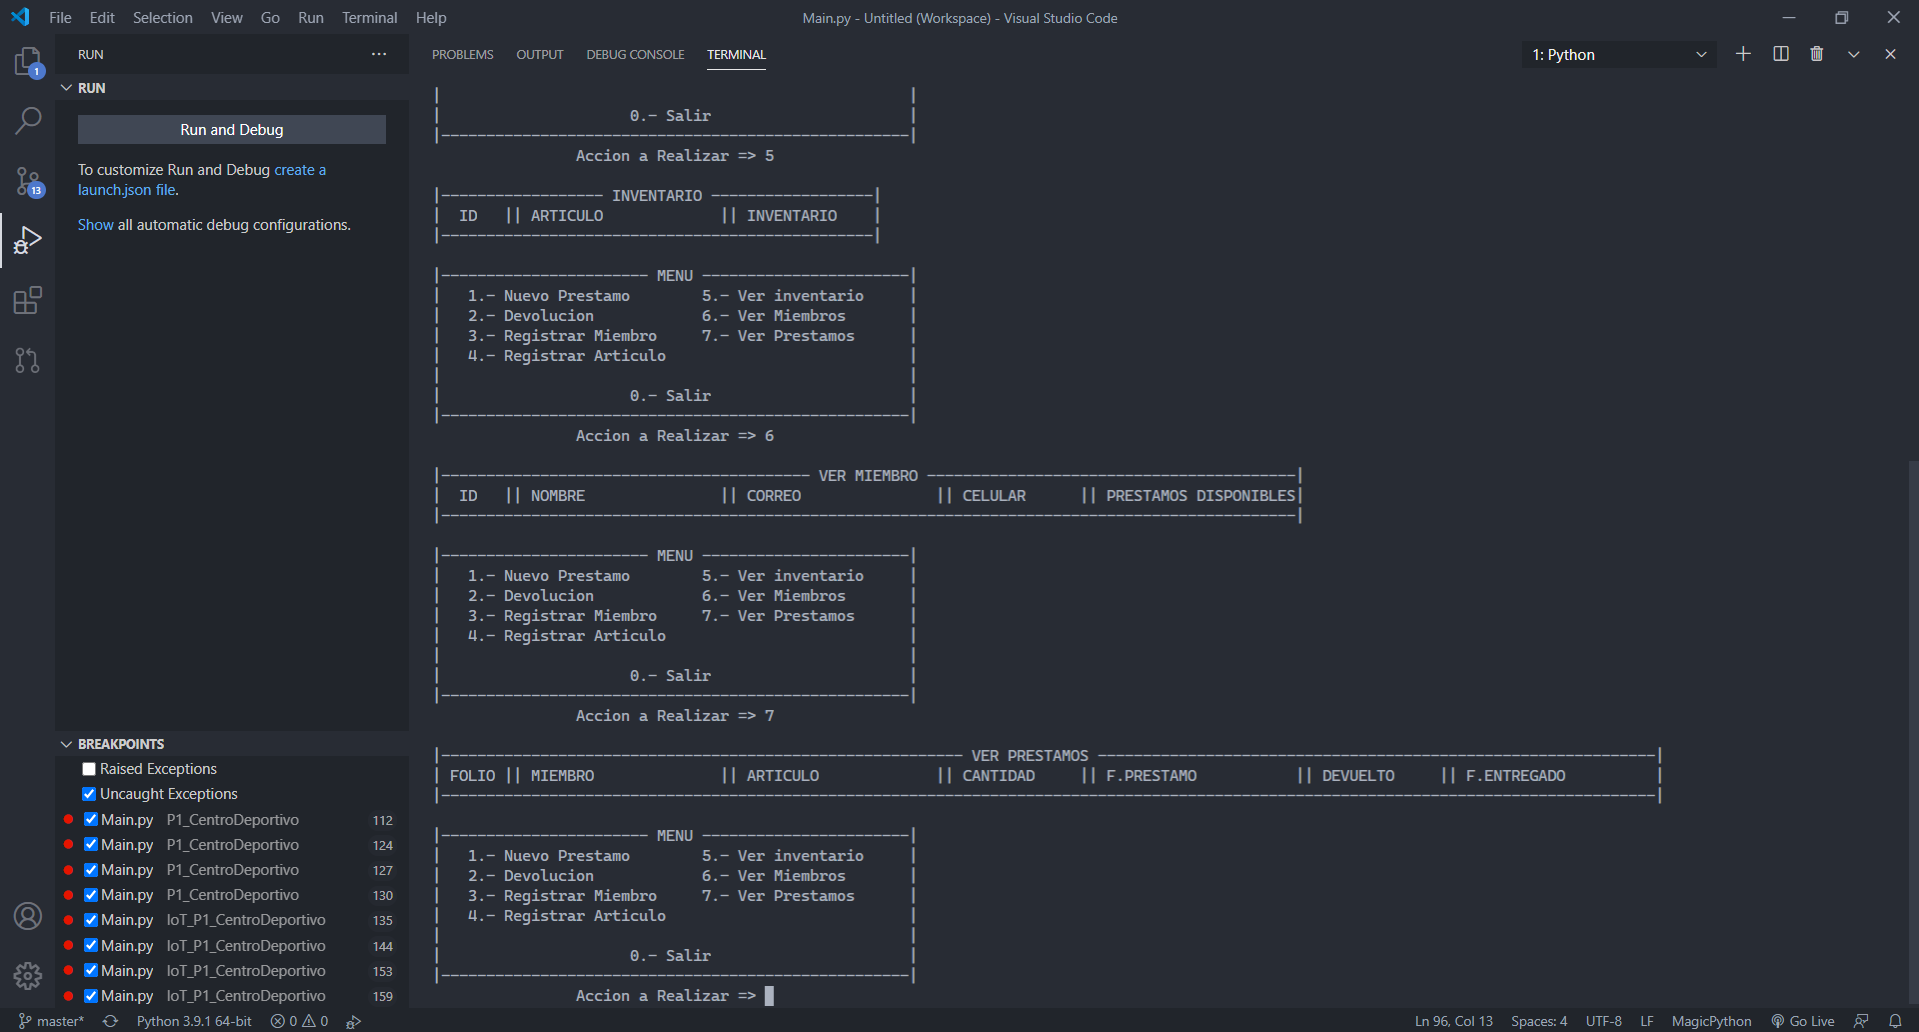 File Edit Selection View Go Run Terminal Help
Main.py - Untitled (Workspace) - Visual Studio Code
RUN ...
RUN
Run and Debug
To customize Run and Debug create a
launch.json file.
Show all automatic debug configurations.
1
13
PROBLEMS OUTPUT DEBUG CONSOLE TERMINAL
1: Python
| |
| 0.- Salir |
|----------------------------------------------------|
Accion a Realizar => 5
|------------------ INVENTARIO ------------------|
| ID || ARTICULO || INVENTARIO |
|------------------------------------------------|
|----------------------- MENU -----------------------|
| 1.- Nuevo Prestamo 5.- Ver inventario |
| 2.- Devolucion 6.- Ver Miembros |
| 3.- Registrar Miembro 7.- Ver Prestamos |
| 4.- Registrar Articulo |
| |
| 0.- Salir |
|----------------------------------------------------|
Accion a Realizar => 6
|----------------------------------------- VER MIEMBRO -----------------------------------------|
| ID || NOMBRE || CORREO || CELULAR || PRESTAMOS DISPONIBLES|
|-----------------------------------------------------------------------------------------------|
|----------------------- MENU -----------------------|
| 1.- Nuevo Prestamo 5.- Ver inventario |
| 2.- Devolucion 6.- Ver Miembros |
| 3.- Registrar Miembro 7.- Ver Prestamos |
| 4.- Registrar Articulo |
| |
| 0.- Salir |
|----------------------------------------------------|
Accion a Realizar => 7
|---------------------------------------------------------- VER PRESTAMOS --------------------------------------------------------------|
| FOLIO || MIEMBRO || ARTICULO || CANTIDAD || F.PRESTAMO || DEVUELTO || F.ENTREGADO |
|---------------------------------------------------------------------------------------------------------------------------------------|
|----------------------- MENU -----------------------|
| 1.- Nuevo Prestamo 5.- Ver inventario |
| 2.- Devolucion 6.- Ver Miembros |
| 3.- Registrar Miembro 7.- Ver Prestamos |
| 4.- Registrar Articulo |
| |
| 0.- Salir |
|----------------------------------------------------|
Accion a Realizar =>
BREAKPOINTS
Raised Exceptions
Uncaught Exceptions
Main.py P1_CentroDeportivo 112
Main.py P1_CentroDeportivo 124
Main.py P1_CentroDeportivo 127
Main.py P1_CentroDeportivo 130
Main.py IoT_P1_CentroDeportivo 135
Main.py IoT_P1_CentroDeportivo 144
Main.py IoT_P1_CentroDeportivo 153
Main.py IoT_P1_CentroDeportivo 159
master* Python 3.9.1 64-bit 0 0 Ln 96, Col 13 Spaces: 4 UTF-8 LF MagicPython Go Live